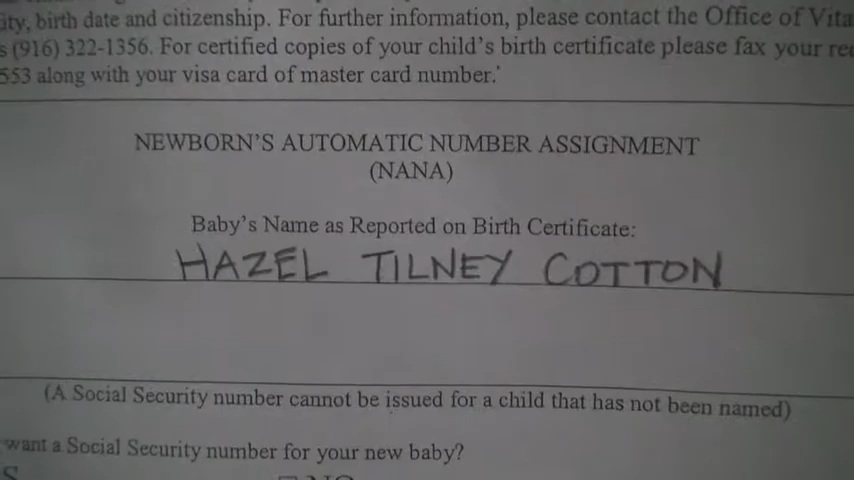 ity, birth date and citizenship. For further information, please contact the Office of Vita
s (916) 322-1356. For certified copies of your child's birth certificate please fax your re
553 along with your visa card of master card number.'
NEWBORN'S AUTOMATIC NUMBER ASSIGNMENT
(NANA)
Baby's Name as Reported on Birth Certificate:
HAZEL TILNEY COTTON
(A Social Security number cannot be issued for a child that has not been named)
want a Social Security number for your new baby?